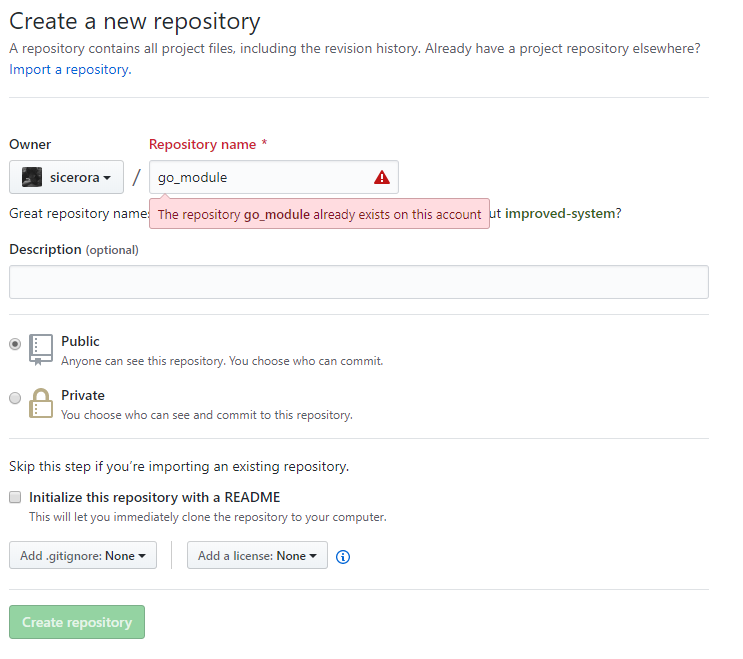 Create a new repository
A repository contains all project files, including the revision history. Already have a project repository elsewhere?
Import a repository.
Owner
Repository name *
sicerora
/
go_module
Great repository name
The repository go_module already exists on this account
ut improved-system?
Description (optional)
Public
Anyone can see this repository. You choose who can commit.
Private
You choose who can see and commit to this repository.
Skip this step if you’re importing an existing repository.
Initialize this repository with a README
This will let you immediately clone the repository to your computer.
Add .gitignore: None
Add a license: None
Create repository